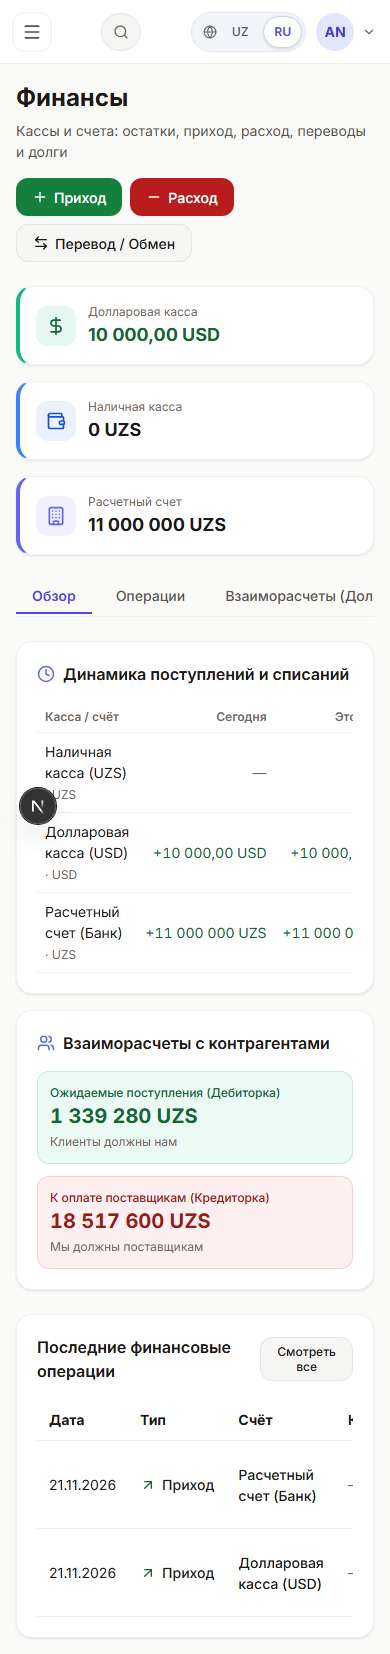 UZ RU AN
Финансы
Кассы и счета: остатки, приход, расход, переводы
и долги
+ Приход − Расход
Перевод / Обмен
Долларовая касса
10 000,00 USD
Наличная касса
0 UZS
Расчетный счет
11 000 000 UZS
Обзор Операции Взаиморасчеты (Дол
Динамика поступлений и списаний
Касса / счёт Сегодня Это
Наличная
касса (UZS) —
UZS
Долларовая
касса (USD) +10 000,00 USD +10 000,
· USD
Расчетный
счет (Банк) +11 000 000 UZS +11 000 0
· UZS
N
Взаиморасчеты с контрагентами
Ожидаемые поступления (Дебиторка)
1 339 280 UZS
Клиенты должны нам
К оплате поставщикам (Кредиторка)
18 517 600 UZS
Мы должны поставщикам
Последние финансовые
операции
Смотреть
все
Дата Тип Счёт
21.11.2026 Приход Расчетный
счет (Банк)
21.11.2026 Приход Долларовая
касса (USD)